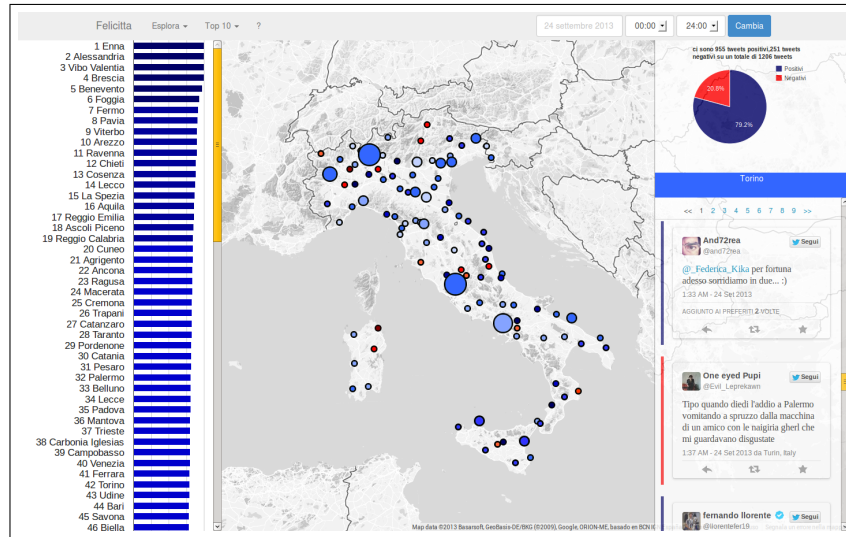 Felicitta Esplora Top 10 ? 24 settembre 2013 00:00 24:00 Cambia
1 Enna
2 Alessandria
3 Vibo Valentia
4 Brescia
5 Benevento
6 Foggia
7 Fermo
8 Pavia
9 Viterbo
10 Arezzo
11 Ravenna
12 Chieti
13 Cosenza
14 Lecco
15 La Spezia
16 Aquila
17 Reggio Emilia
18 Ascoli Piceno
19 Reggio Calabria
20 Cuneo
21 Agrigento
22 Ancona
23 Ragusa
24 Macerata
25 Cremona
26 Trapani
27 Catanzaro
28 Taranto
29 Pordenone
30 Catania
31 Pesaro
32 Palermo
33 Belluno
34 Lecce
35 Padova
36 Mantova
37 Trieste
38 Carbonia Iglesias
39 Campobasso
40 Venezia
41 Ferrara
42 Torino
43 Udine
44 Bari
45 Savona
46 Biella
Map data ©2013 Basarsoft, GeoBasis-DE/BKG (©2009), Google, ORION-ME, basado en BCN
ci sono 955 tweets positivi,251 tweets
negativi su un totale di 1206 tweets
Positivi
Negativi
20.8%
79.2%
Torino
<< 1 2 3 4 5 6 7 8 9 >>
And72rea Segui
@and72rea
@_Federica_Kika per fortuna
adesso sorridiamo in due... :)
1:33 AM - 24 Set 2013
AGGIUNTO AI PREFERITI 2 VOLTE
One eyed Pupi Segui
@Evil_Leprekawn
Tipo quando diedi l'addio a Palermo
vomitando a spruzzo dalla macchina
di un amico con le naigiria gherl che
mi guardavano disgustate
1:37 AM - 24 Set 2013 da Turin, Italy
fernando llorente Segui
@llorentefer19